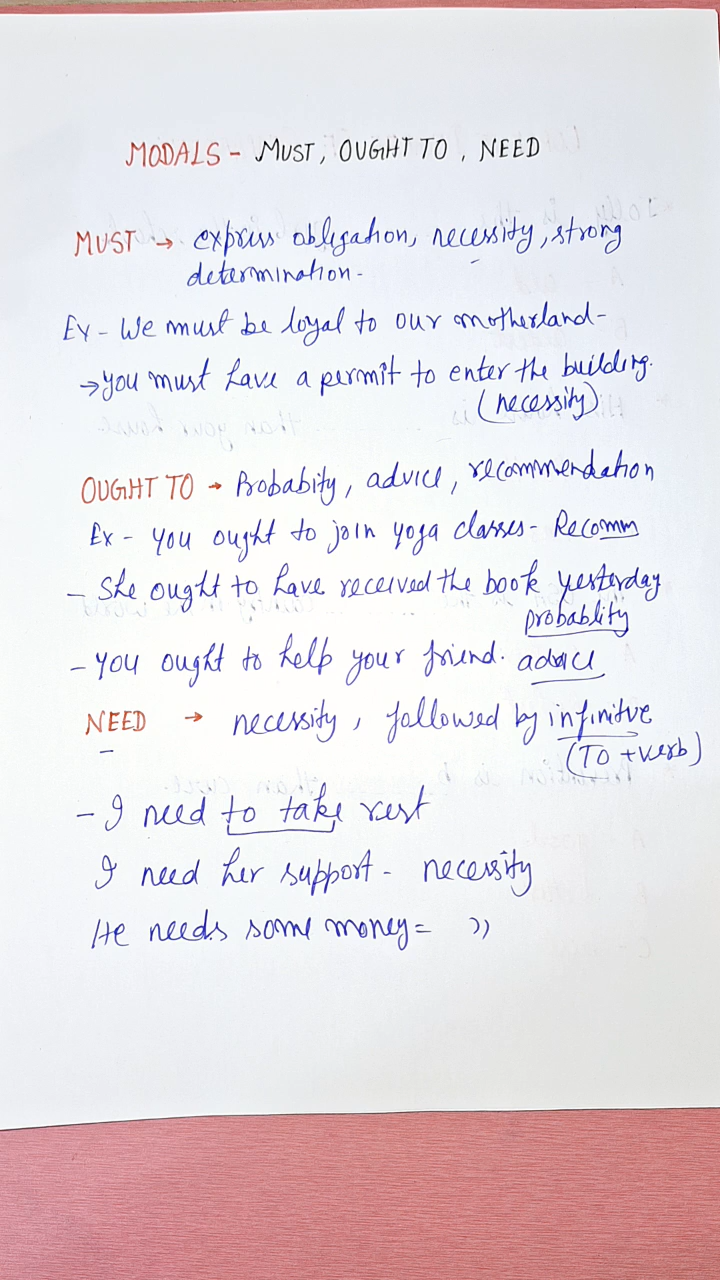 MODALS - MUST, OUGHT TO, NEED
MUST → express obligation, necessity, strong
determination-
Ex - We must be loyal to our motherland-
→ you must have a permit to enter the building.
(necessity)
OUGHT TO → Probabity, advice, recommendation
Ex - you ought to join yoga classes - Recomm
- She ought to have received the book yesterday
probablity
- you ought to help your friend. advice
NEED → necessity, followed by infinitve
(To + verb)
- I need to take rest
I need her support - necessity
He needs some money = ))